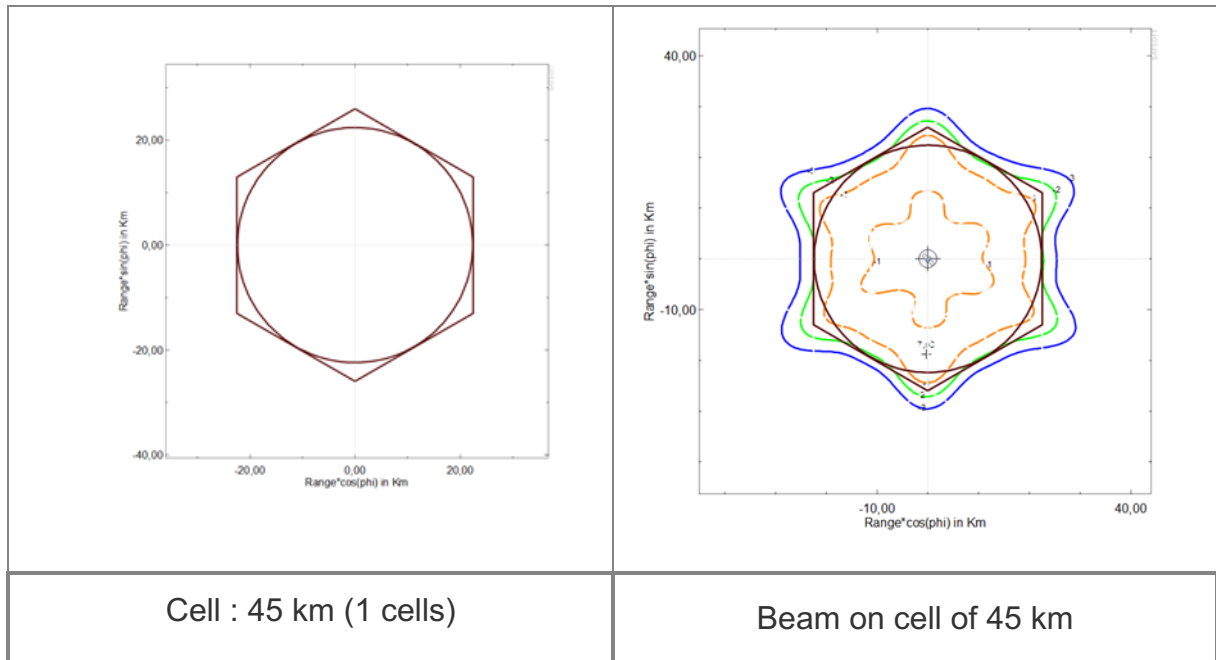 20,00
0,00
-20,00
-40,00
-20,00
0,00
20,00
Range*sin(phi) in Km
Range*cos(phi) in Km
40,00
-10,00
-10,00
40,00
Range*sin(phi) in Km
Range*cos(phi) in Km
-3
-2
-1
-1
-1
Cell : 45 km (1 cells)
Beam on cell of 45 km